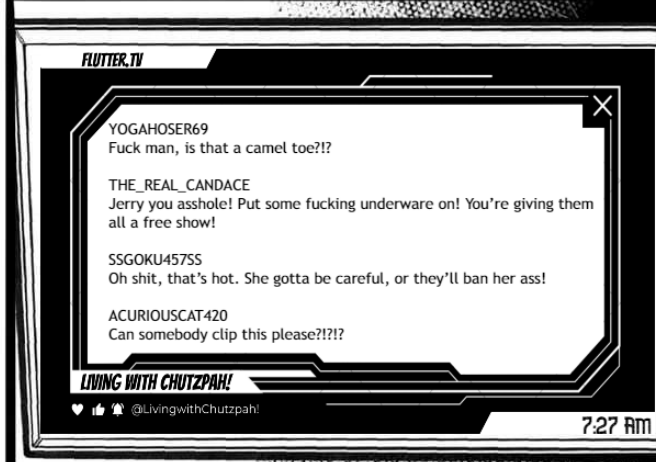 FLUTTER.TV
YOGAHOSER69
Fuck man, is that a camel toe?!?
THE_REAL_CANDACE
Jerry you asshole! Put some fucking underware on! You're giving them
all a free show!
SSGOKU457SS
Oh shit, that's hot. She gotta be careful, or they'll ban her ass!
ACURIOUSCAT420
Can somebody clip this please?!?!?
LIVING WITH CHUTZPAH!
@LivingwithChutzpah!
7:27 AM